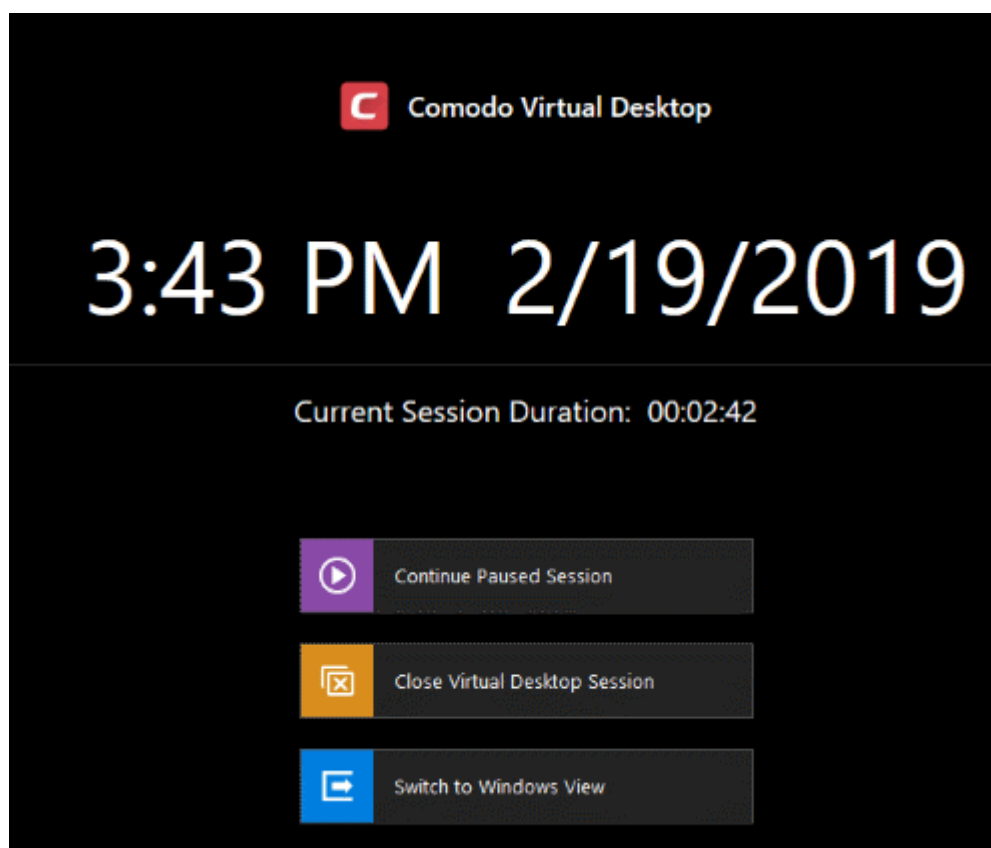 Comodo Virtual Desktop
3:43 PM 2/19/2019
Current Session Duration: 00:02:42
Continue Paused Session
Close Virtual Desktop Session
Switch to Windows View